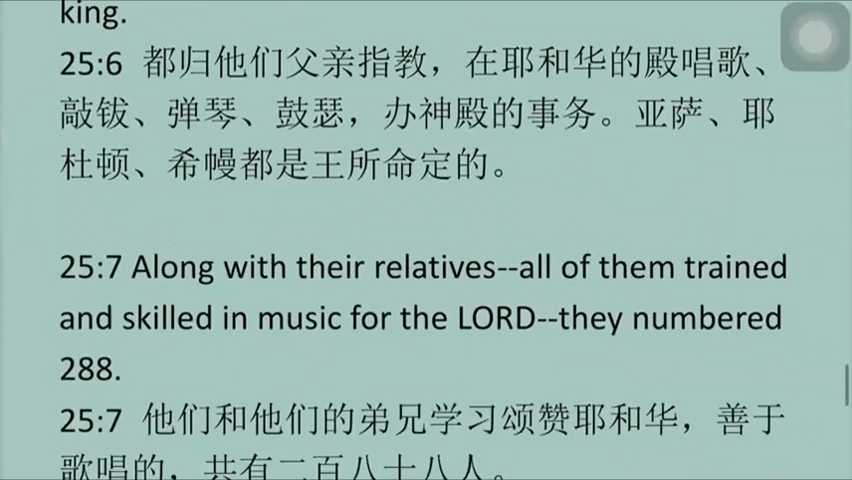 king.
25:6 都归他们父亲指教，在耶和华的殿唱歌、
敲钹、弹琴、鼓瑟，办神殿的事务。亚萨、耶
杜顿、希幔都是王所命定的。
25:7 Along with their relatives--all of them trained
and skilled in music for the LORD--they numbered
288.
25:7 他们和他们的弟兄学习颂赞耶和华，善于
歌唱的，共有二百八十八人。